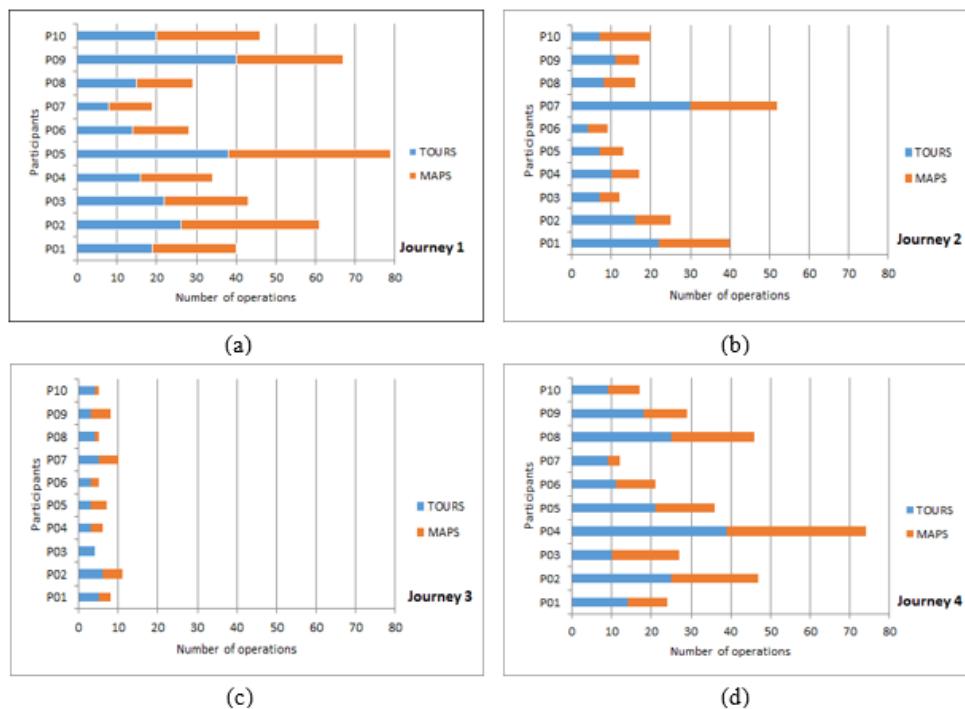 P10
P09
P08
P07
P06
P05
P04
P03
P02
P01
Participants
0 10 20 30 40 50 60 70 80
Number of operations
TOURS
MAPS
Journey 1
(a)
P10
P09
P08
P07
P06
P05
P04
P03
P02
P01
Participants
0 10 20 30 40 50 60 70 80
Number of operations
TOURS
MAPS
Journey 2
(b)
P10
P09
P08
P07
P06
P05
P04
P03
P02
P01
Participants
0 10 20 30 40 50 60 70 80
Number of operations
TOURS
MAPS
Journey 3
(c)
P10
P09
P08
P07
P06
P05
P04
P03
P02
P01
Participants
0 10 20 30 40 50 60 70 80
Number of operations
TOURS
MAPS
Journey 4
(d)